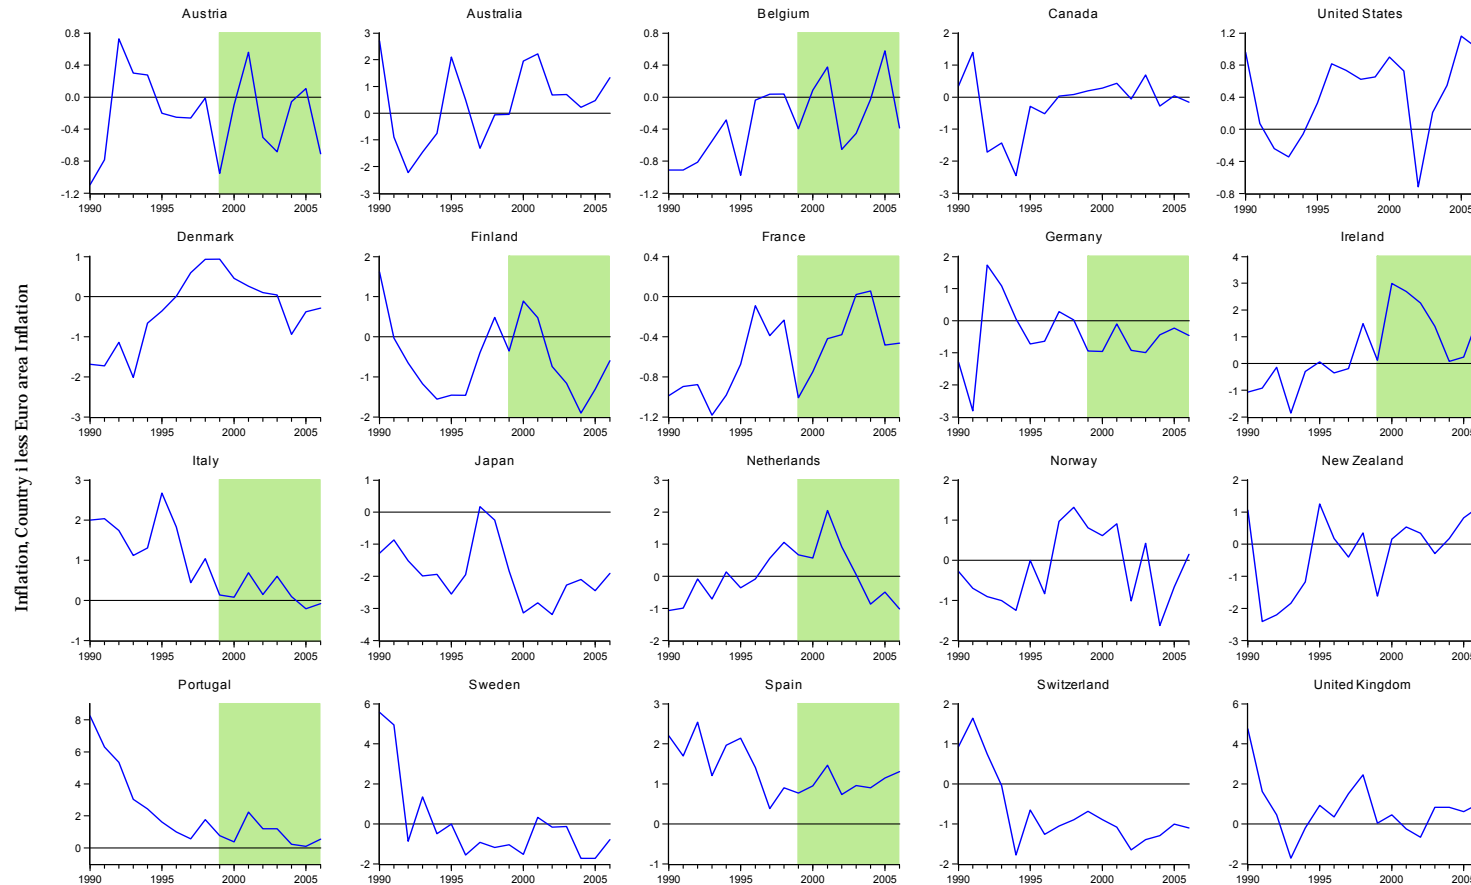 Inflation, Country i less Euro area Inflation
Austria
0.8
0.4
0.0
-0.4
-0.8
-1.2
1990 1995 2000 2005
Australia
3
2
1
0
-1
-2
-3
1990 1995 2000 2005
Belgium
0.8
0.4
0.0
-0.4
-0.8
-1.2
1990 1995 2000 2005
Canada
2
1
0
-1
-2
-3
1990 1995 2000 2005
United States
1.2
0.8
0.4
0.0
-0.4
-0.8
1990 1995 2000 2005
Denmark
1
0
-1
-2
-3
1990 1995 2000 2005
Finland
2
1
0
-1
-2
1990 1995 2000 2005
France
0.4
0.0
-0.4
-0.8
-1.2
1990 1995 2000 2005
Germany
2
1
0
-1
-2
-3
1990 1995 2000 2005
Ireland
4
3
2
1
0
-1
-2
1990 1995 2000 2005
Italy
3
2
1
0
-1
1990 1995 2000 2005
Japan
1
0
-1
-2
-3
-4
1990 1995 2000 2005
Netherlands
3
2
1
0
-1
-2
1990 1995 2000 2005
Norway
2
1
0
-1
-2
1990 1995 2000 2005
New Zealand
2
1
0
-1
-2
-3
1990 1995 2000 2005
Portugal
8
6
4
2
0
1990 1995 2000 2005
Sweden
6
4
2
0
-2
1990 1995 2000 2005
Spain
3
2
1
0
-1
1990 1995 2000 2005
Switzerland
2
1
0
-1
-2
1990 1995 2000 2005
United Kingdom
6
4
2
0
-2
1990 1995 2000 2005